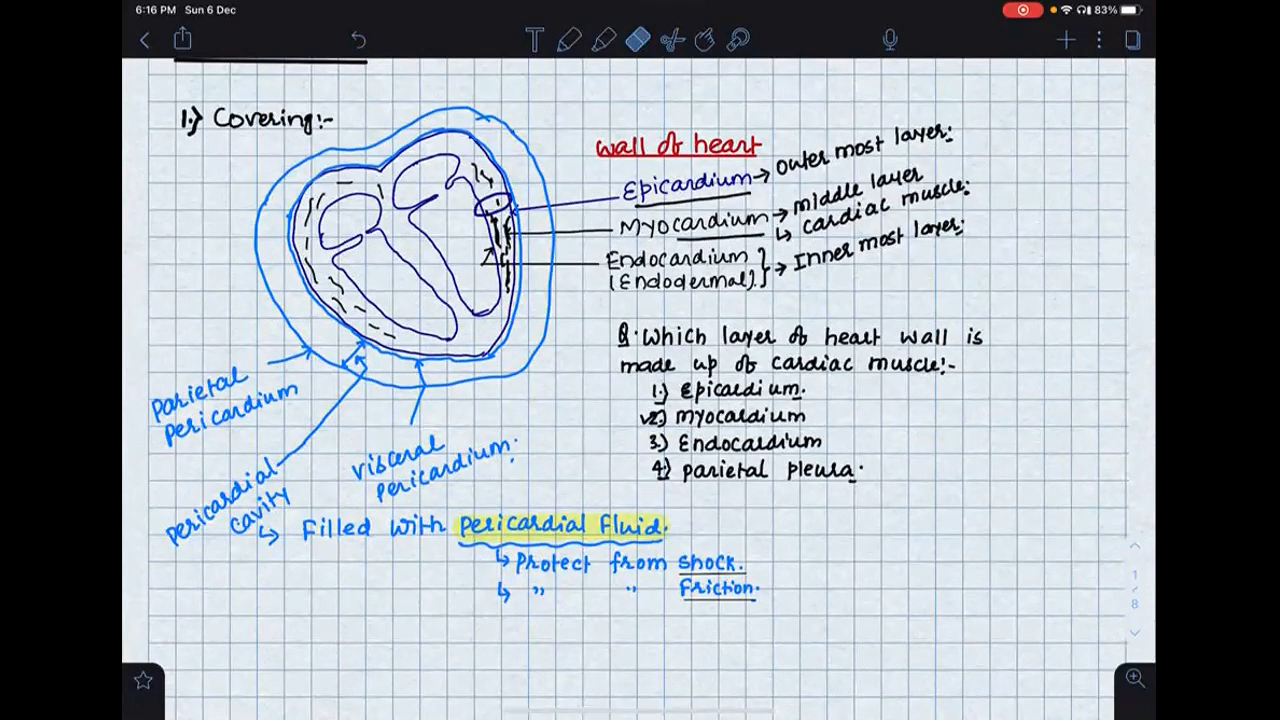 6:16 PM Sun 6 Dec
83%
1.) Covering:-
wall of heart
Epicardium → outer most layer.
Myocardium → middle layer
↳ cardiac muscle.
Endocardium
(Endodermal). } → Inner most layer.
Q. Which layer of heart wall is
made up of cardiac muscle:-
1.) Epicardium.
✓2.) Myocardium
3.) Endocardium
4.) parietal pleura.
Parietal
pericardium
visceral
pericardium.
pericardial
cavity
↳ Filled with pericardial Fluid.
↳ protect from shock.
↳ " " Friction.
1
/
8